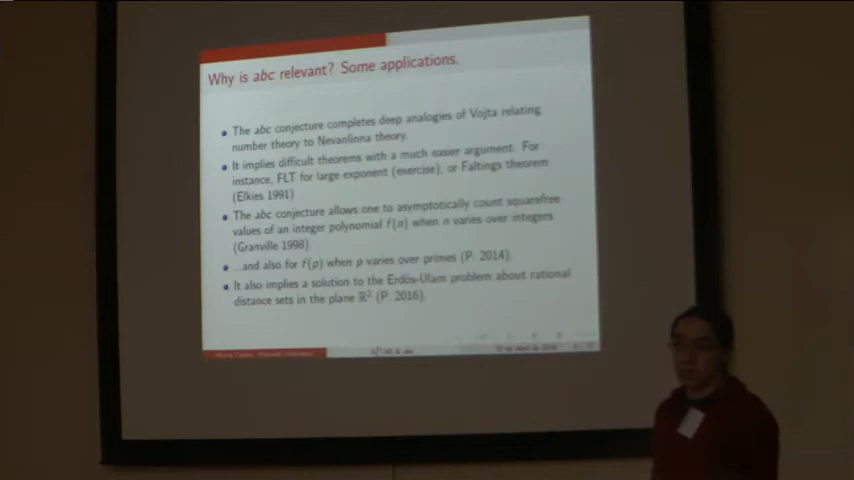 Why is abc relevant? Some applications.
The abc conjecture completes deep analogies of Vojta relating
number theory to Nevanlinna theory.
It implies difficult theorems with a much easier argument. For
instance, FLT for large exponent (exercise), or Faltings theorem
(Elkies 1991)
The abc conjecture allows one to asymptotically count squarefree
values of an integer polynomial f(n) when n varies over integers
(Granville 1998)
...and also for f(p) when p varies over primes (P. 2014).
It also implies a solution to the Erdös-Ulam problem about rational
distance sets in the plane ℝ² (P. 2016).